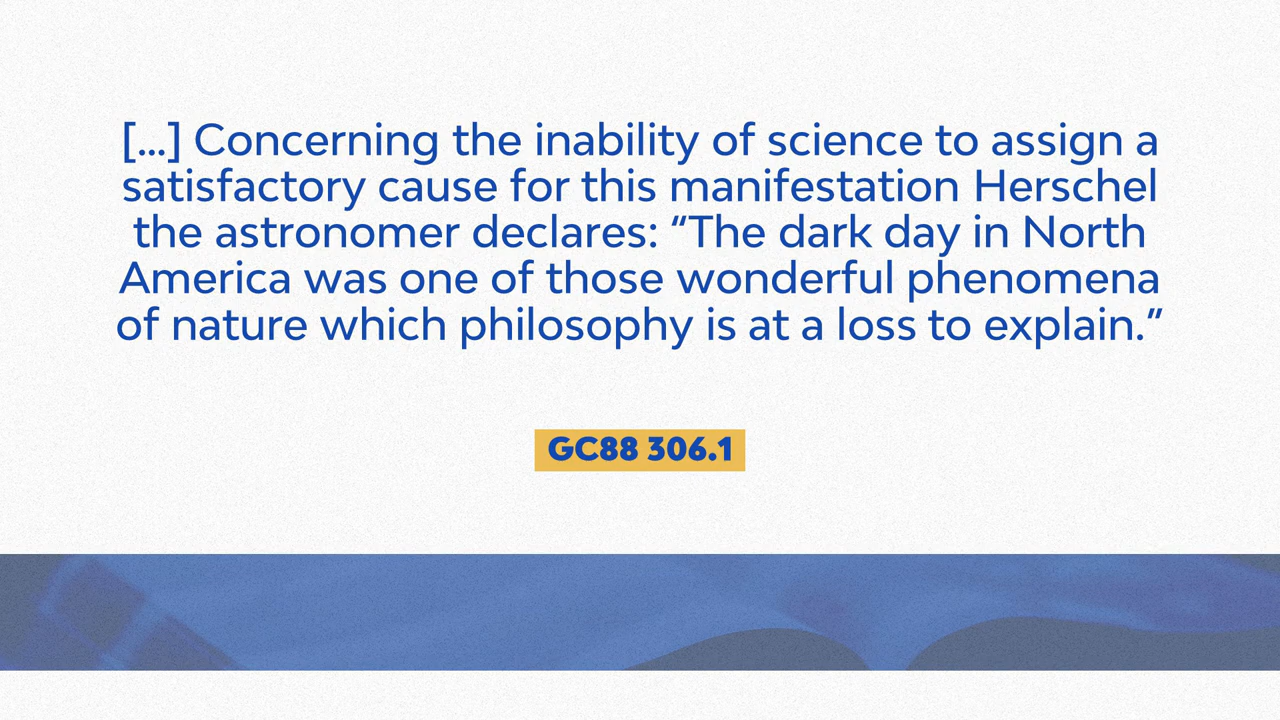 [...] Concerning the inability of science to assign a
satisfactory cause for this manifestation Herschel
the astronomer declares: “The dark day in North
America was one of those wonderful phenomena
of nature which philosophy is at a loss to explain.”
GC88 306.1